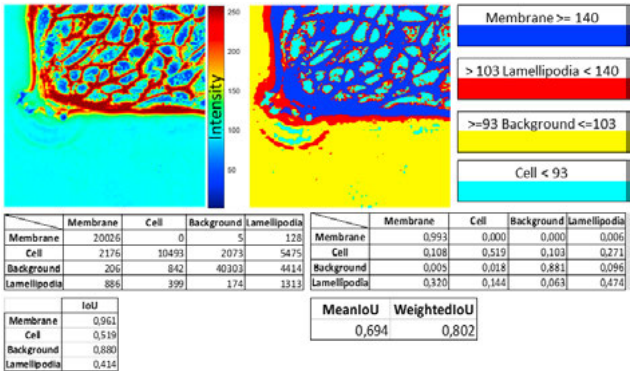 250
200
150
100
50
Intensity
Membrane >= 140
> 103 Lamellipodia < 140
>=93 Background <=103
Cell < 93
Membrane Cell Background Lamellipodia
Membrane 20026 0 5 128
Cell 2176 10493 2073 5475
Background 206 842 40303 4414
Lamellipodia 886 399 174 1313
Membrane Cell Background Lamellipodia
Membrane 0,993 0,000 0,000 0,006
Cell 0,108 0,519 0,103 0,271
Background 0,005 0,018 0,881 0,096
Lamellipodia 0,320 0,144 0,063 0,474
IoU
Membrane 0,961
Cell 0,519
Background 0,880
Lamellipodia 0,414
MeanIoU WeightedIoU
0,694 0,802